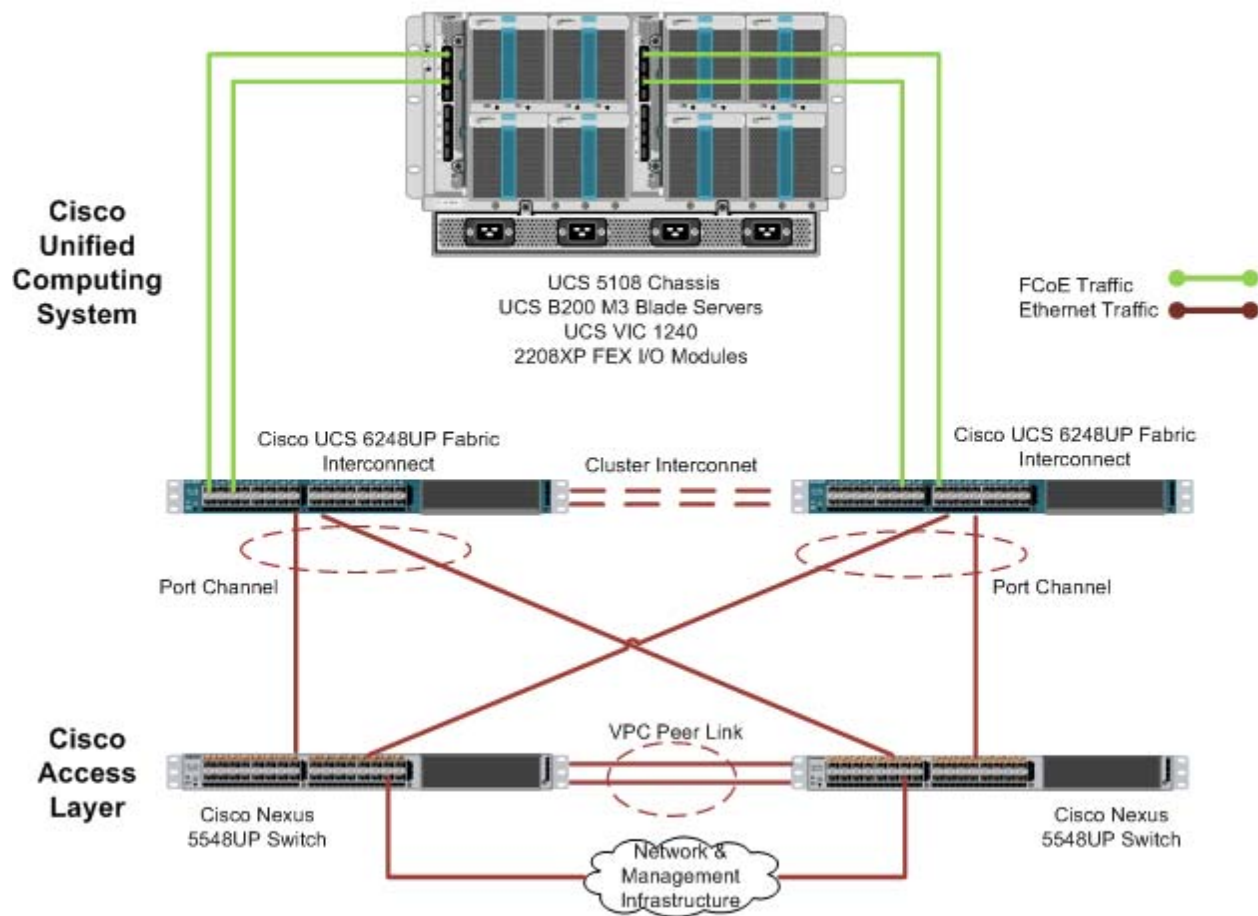 Cisco
Unified
Computing
System
UCS 5108 Chassis
UCS B200 M3 Blade Servers
UCS VIC 1240
2208XP FEX I/O Modules
FCoE Traffic
Ethernet Traffic
Cisco UCS 6248UP Fabric
Interconnect
Cluster Interconnet
Cisco UCS 6248UP Fabric
Interconnect
Port Channel
Port Channel
Cisco
Access
Layer
VPC Peer Link
Cisco Nexus
5548UP Switch
Network &
Management
Infrastructure
Cisco Nexus
5548UP Switch